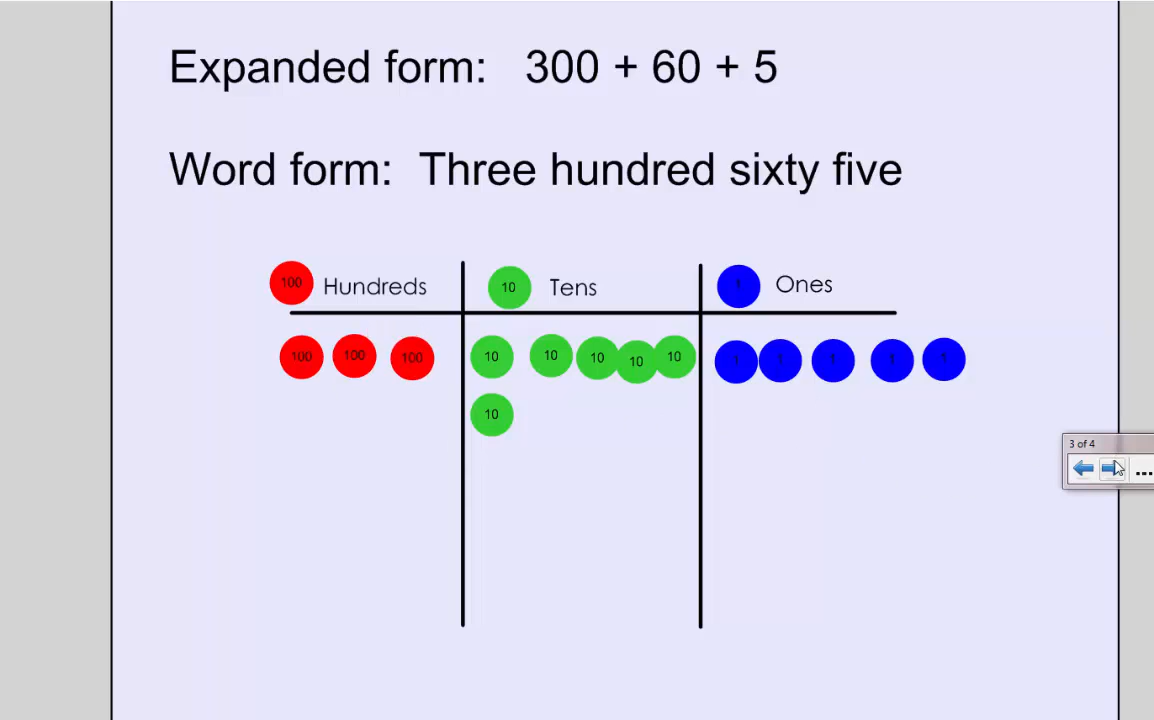 Expanded form: 300 + 60 + 5
Word form: Three hundred sixty five
100 Hundreds 10 Tens 1 Ones
100 100 100 10 10 10 10 10 1 1 1 1 1
10
3 of 4
...